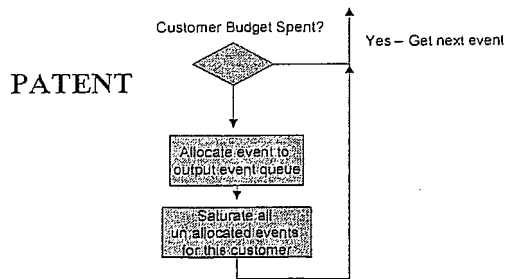 Customer Budget Spent?
Yes – Get next event
PATENT
Allocate event to
output event queue
Saturate all
un allocated events
for this customer